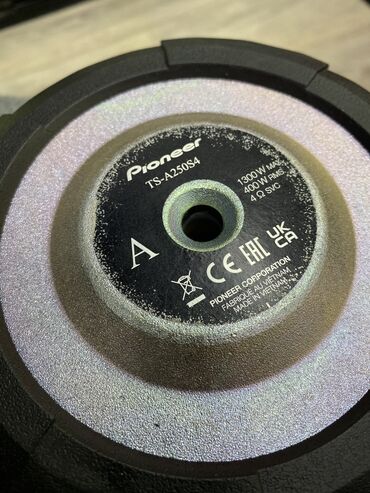 Pioneer
TS-A250S4
1300 W MAX.
400 W RMS
4 Ω SVC
A
CE EAC UK CA
PIONEER CORPORATION
FABRIQUÉ AU VIETNAM
MADE IN VIETNAM